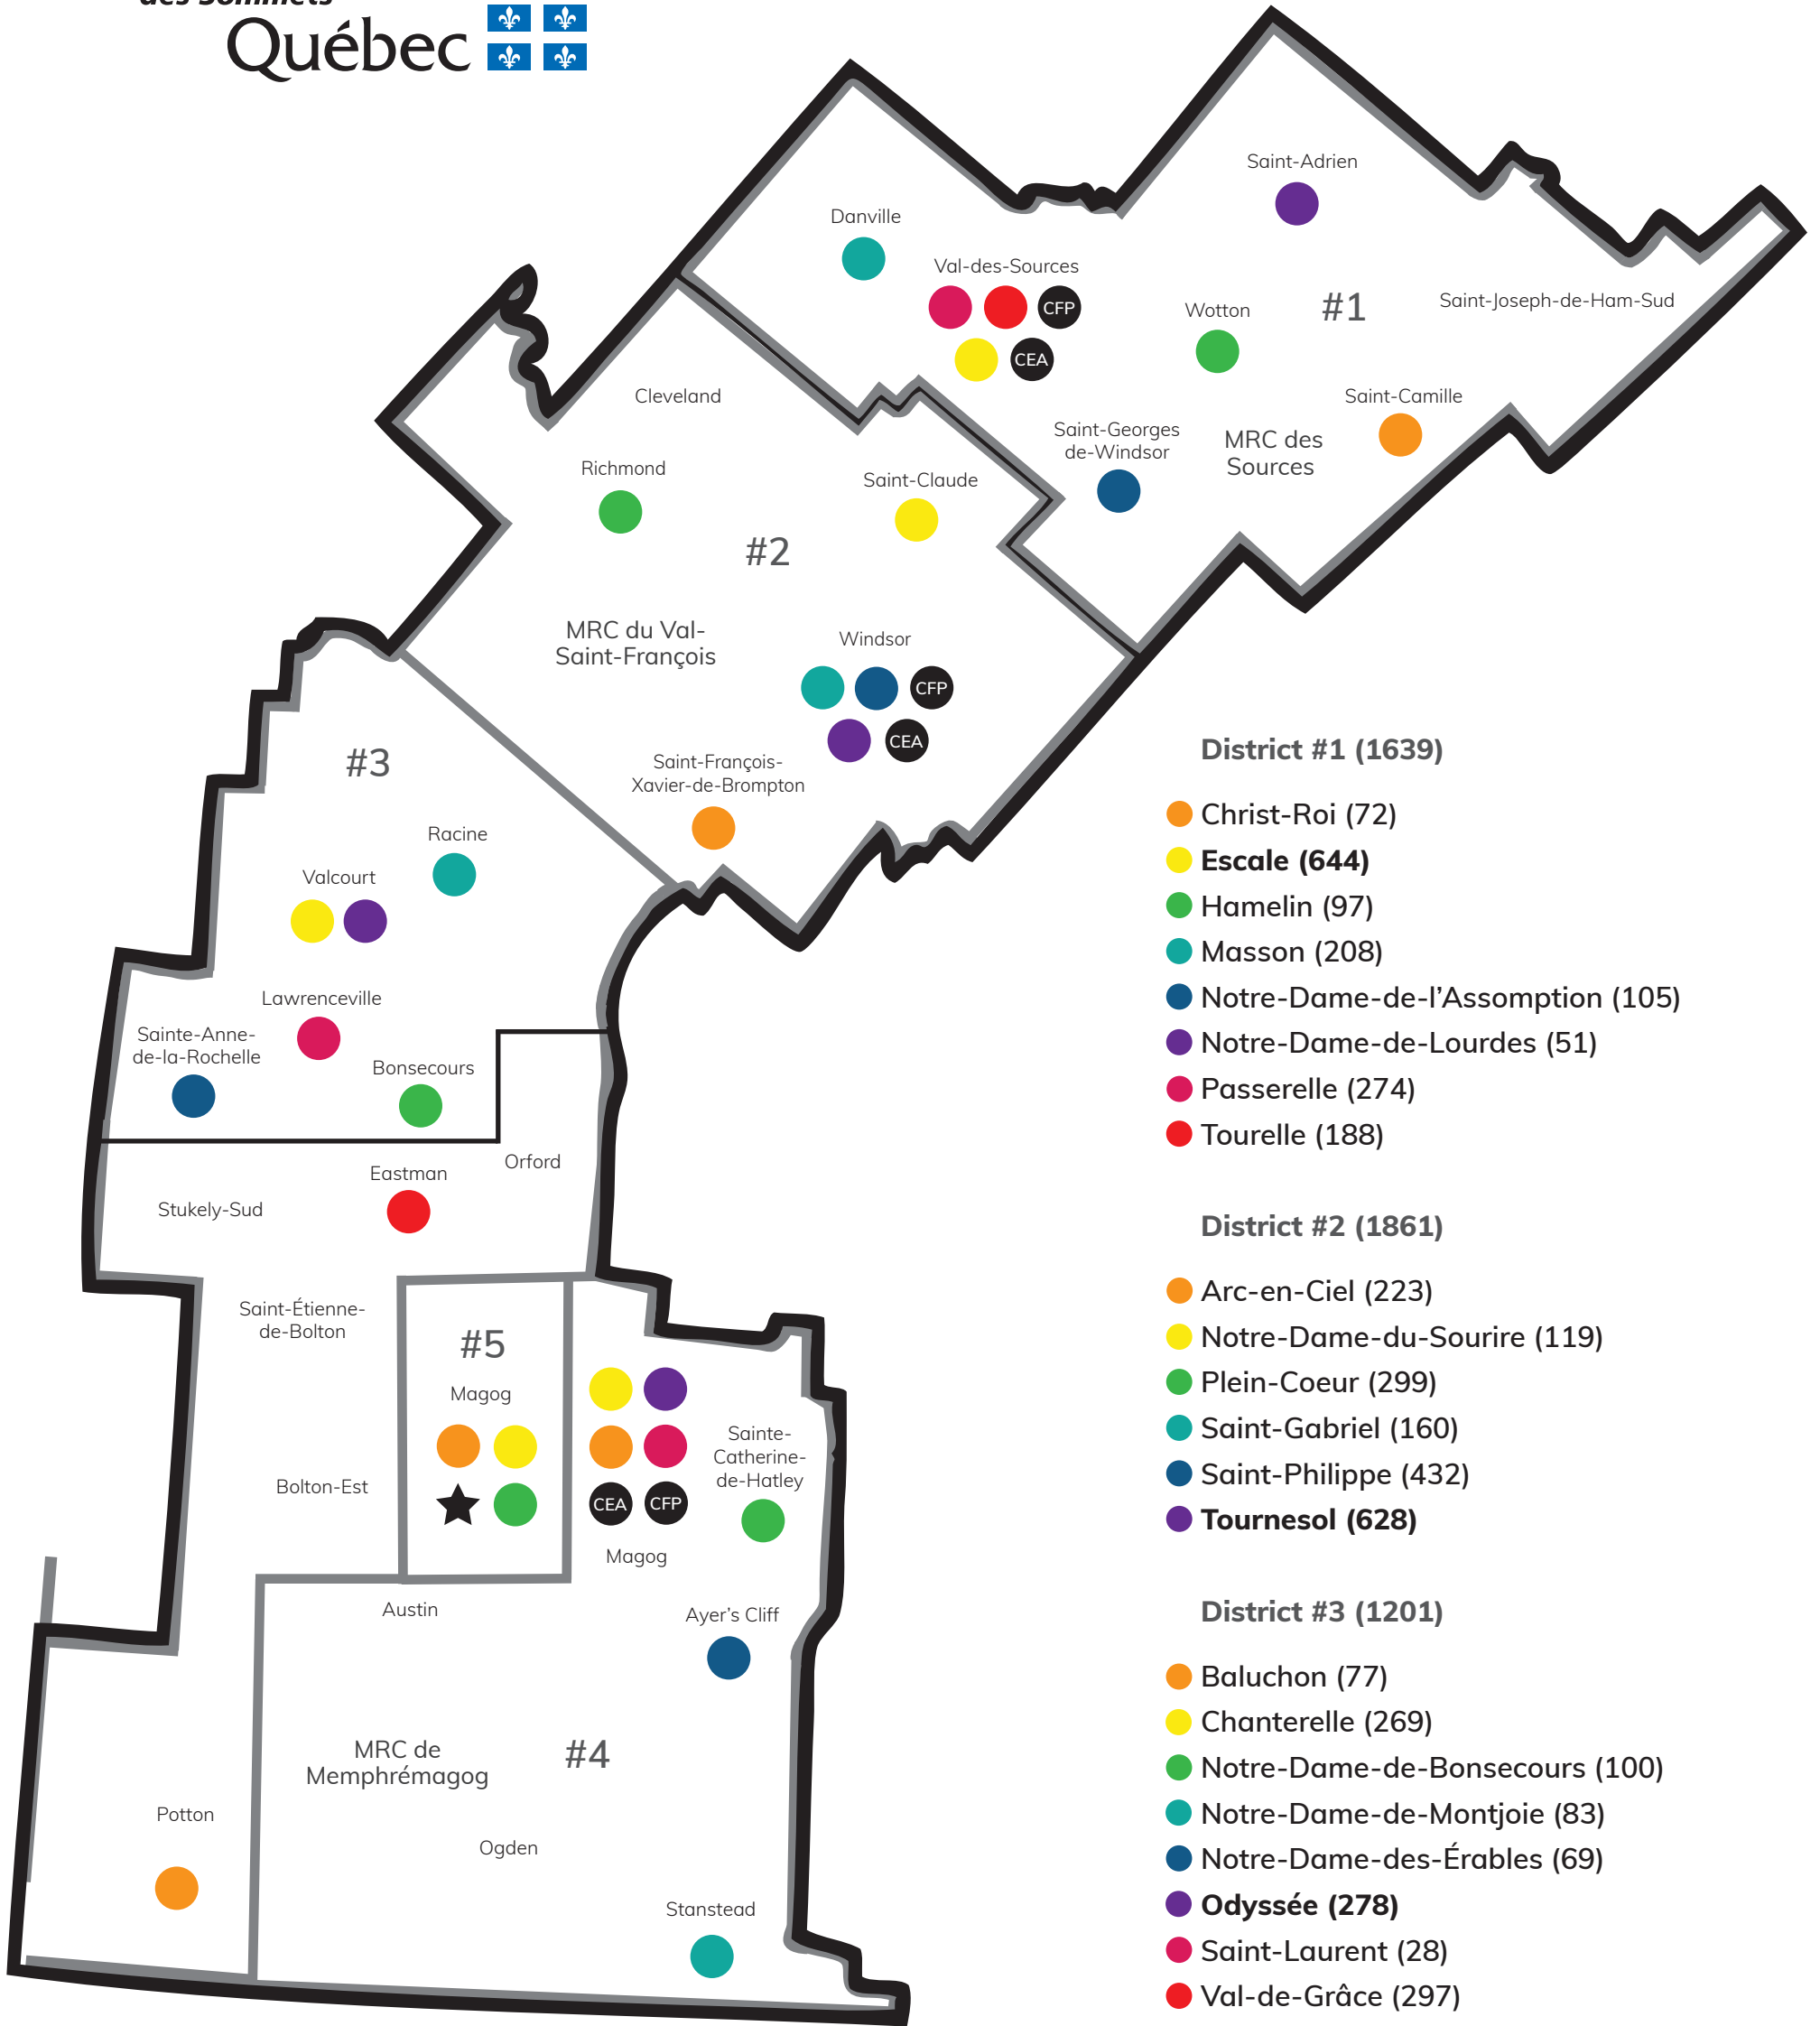 des Sommets
Québec
Saint-Adrien
Danville
Val-des-Sources
CFP
CEA
Wotton
#1
Saint-Joseph-de-Ham-Sud
Saint-Camille
Saint-Georges
de-Windsor
MRC des
Sources
Cleveland
Richmond
Saint-Claude
#2
MRC du Val-
Saint-François
Windsor
CFP
CEA
Saint-François-
Xavier-de-Brompton
#3
Racine
Valcourt
Lawrenceville
Sainte-Anne-
de-la-Rochelle
Bonsecours
Orford
Eastman
Stukely-Sud
Saint-Étienne-
de-Bolton
#5
Magog
Bolton-Est
Sainte-
Catherine-
de-Hatley
CEA
CFP
Magog
Austin
Ayer's Cliff
MRC de
Memphrémagog
#4
Potton
Ogden
Stanstead
District #1 (1639)
Christ-Roi (72)
Escale (644)
Hamelin (97)
Masson (208)
Notre-Dame-de-l'Assomption (105)
Notre-Dame-de-Lourdes (51)
Passerelle (274)
Tourelle (188)
District #2 (1861)
Arc-en-Ciel (223)
Notre-Dame-du-Sourire (119)
Plein-Coeur (299)
Saint-Gabriel (160)
Saint-Philippe (432)
Tournesol (628)
District #3 (1201)
Baluchon (77)
Chanterelle (269)
Notre-Dame-de-Bonsecours (100)
Notre-Dame-de-Montjoie (83)
Notre-Dame-des-Érables (69)
Odyssée (278)
Saint-Laurent (28)
Val-de-Grâce (297)